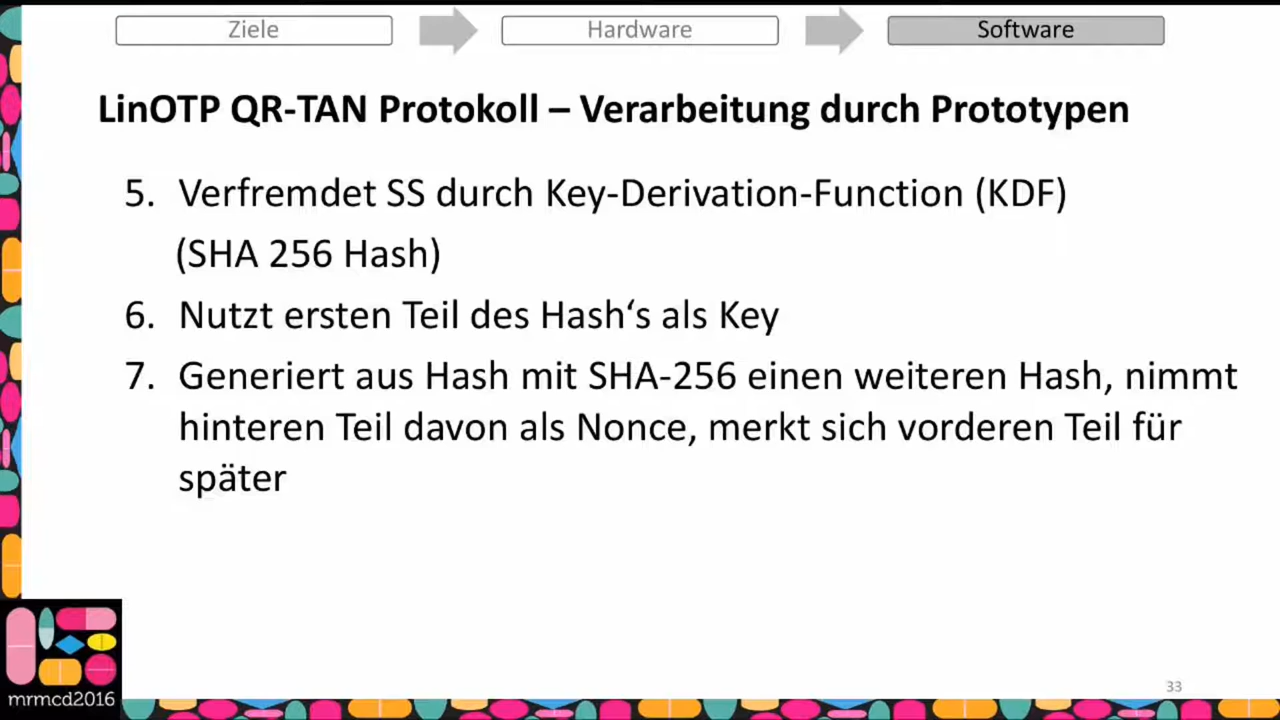 Ziele
Hardware
Software
LinOTP QR-TAN Protokoll – Verarbeitung durch Prototypen
5. Verfremdet SS durch Key-Derivation-Function (KDF)
(SHA 256 Hash)
6. Nutzt ersten Teil des Hash‘s als Key
7. Generiert aus Hash mit SHA-256 einen weiteren Hash, nimmt
hinteren Teil davon als Nonce, merkt sich vorderen Teil für
später
mrmcd2016
33